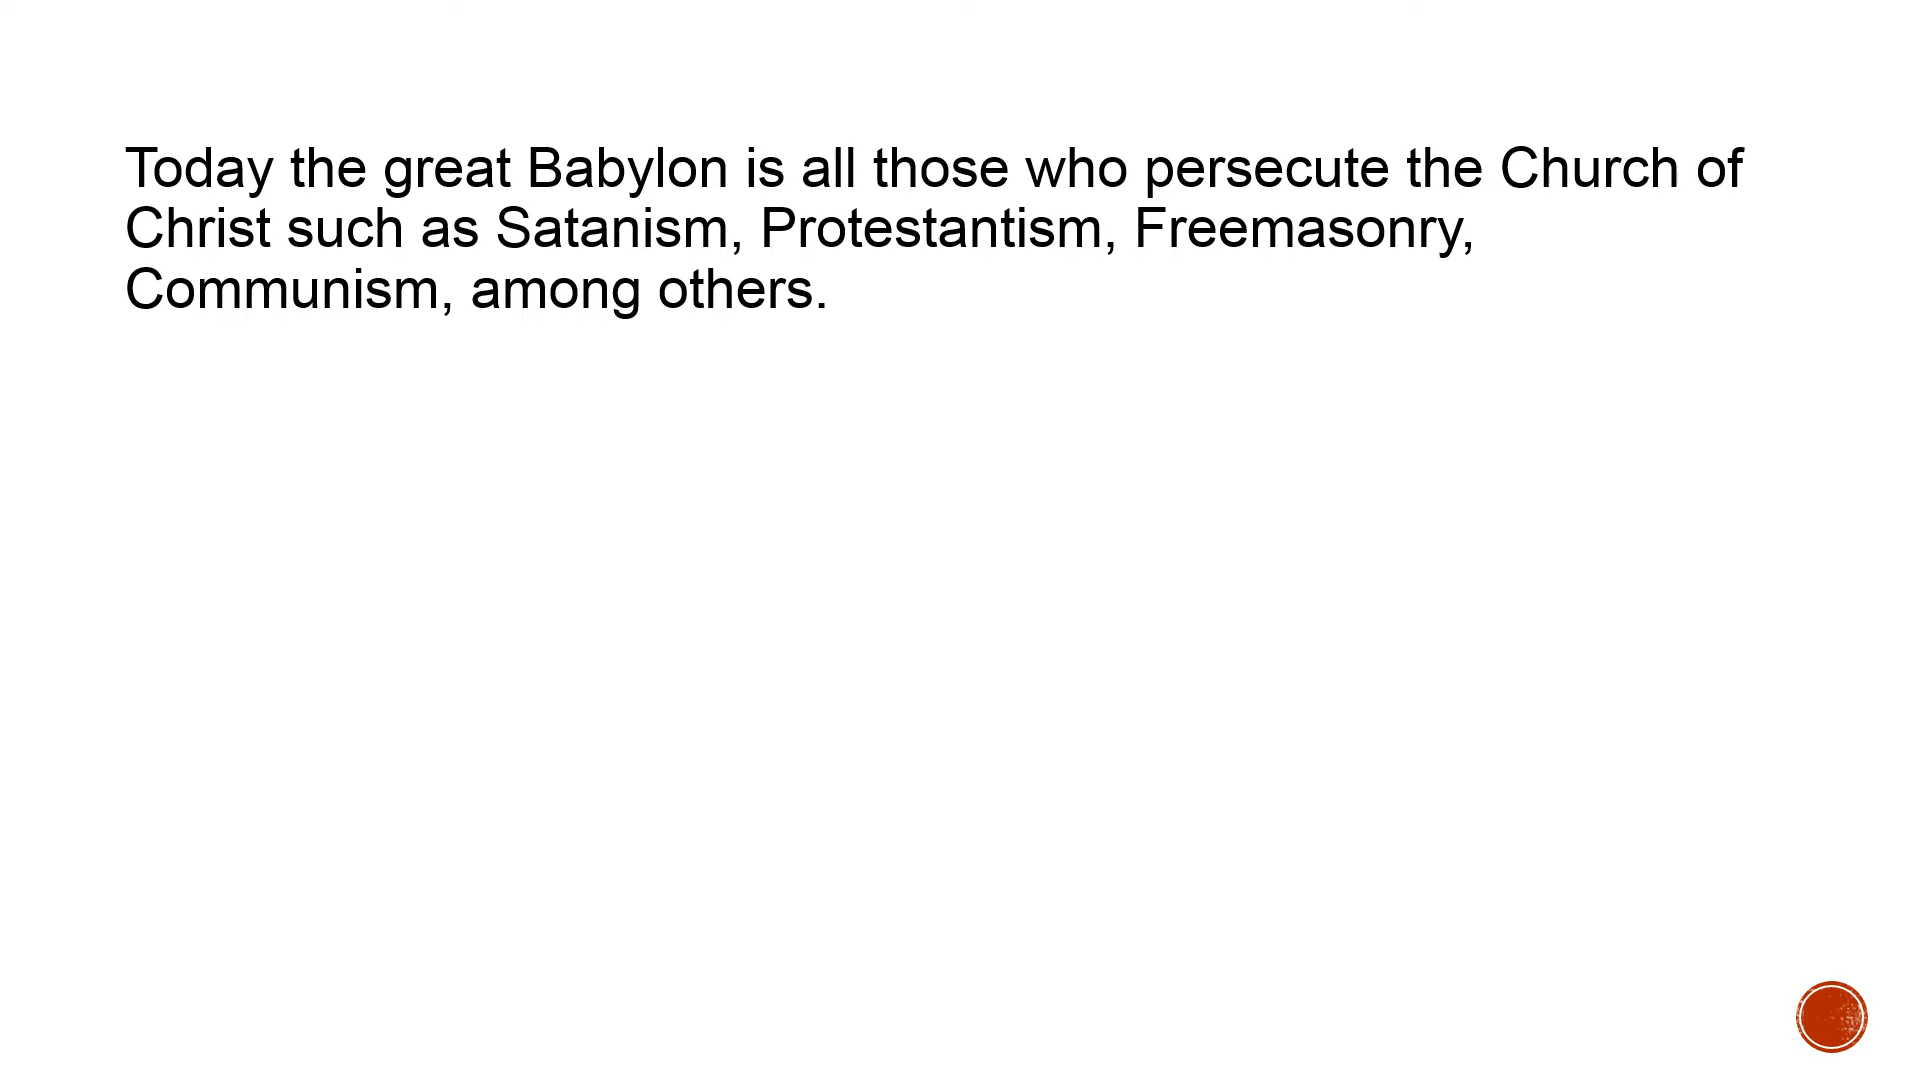 Today the great Babylon is all those who persecute the Church of
Christ such as Satanism, Protestantism, Freemasonry,
Communism, among others.